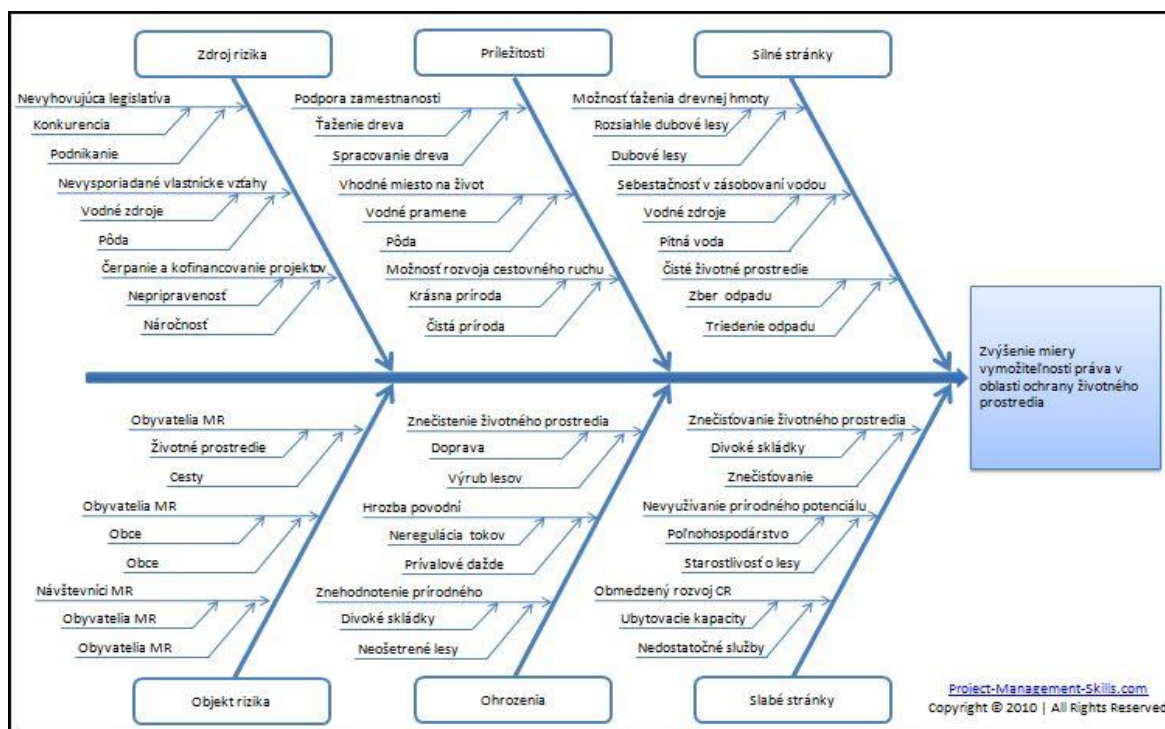 Zdroj rizika
Nevyhovujúca legislatíva
Konkurencia
Podnikanie
Nevysporiadané vlastnícke vzťahy
Vodné zdroje
Pôda
Čerpanie a kofinancovanie projektov
Nepripravenosť
Náročnosť
Príležitosti
Podpora zamestnanosti
Ťaženie dreva
Spracovanie dreva
Vhodné miesto na život
Vodné pramene
Pôda
Možnosť rozvoja cestovného ruchu
Krásna príroda
Čistá príroda
Silné stránky
Možnosť ťaženia drevnej hmoty
Rozsiahle dubové lesy
Dubové lesy
Sebestačnosť v zásobovaní vodou
Vodné zdroje
Pitná voda
Čisté životné prostredie
Zber odpadu
Triedenie odpadu
Zvýšenie miery
vymožiteľnosti práva v
oblasti ochrany životného
prostredia
Obyvatelia MR
Životné prostredie
Cesty
Obyvatelia MR
Obce
Obce
Návštevníci MR
Obyvatelia MR
Obyvatelia MR
Objekt rizika
Znečistenie životného prostredia
Doprava
Výrub lesov
Hrozba povodní
Neregulácia tokov
Prívalové dažde
Znehodnotenie prírodného
Divoké skládky
Neošetrené lesy
Ohrozenia
Znečisťovanie životného prostredia
Divoké skládky
Znečisťovanie
Nevyužívanie prírodného potenciálu
Poľnohospodárstvo
Starostlivosť o lesy
Obmedzený rozvoj CR
Ubytovacie kapacity
Nedostatočné služby
Slabé stránky
Project-Management-Skills.com
Copyright © 2010 | All Rights Reserved